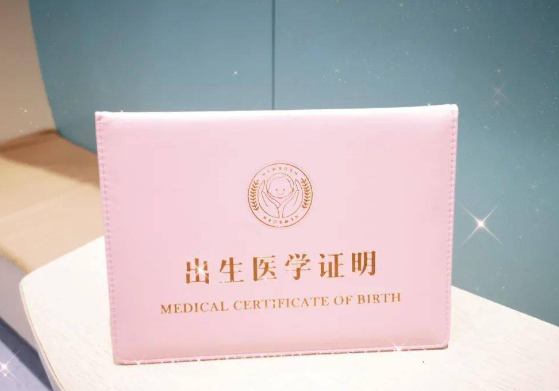 出生医学证明
MEDICAL CERTIFICATE OF BIRTH